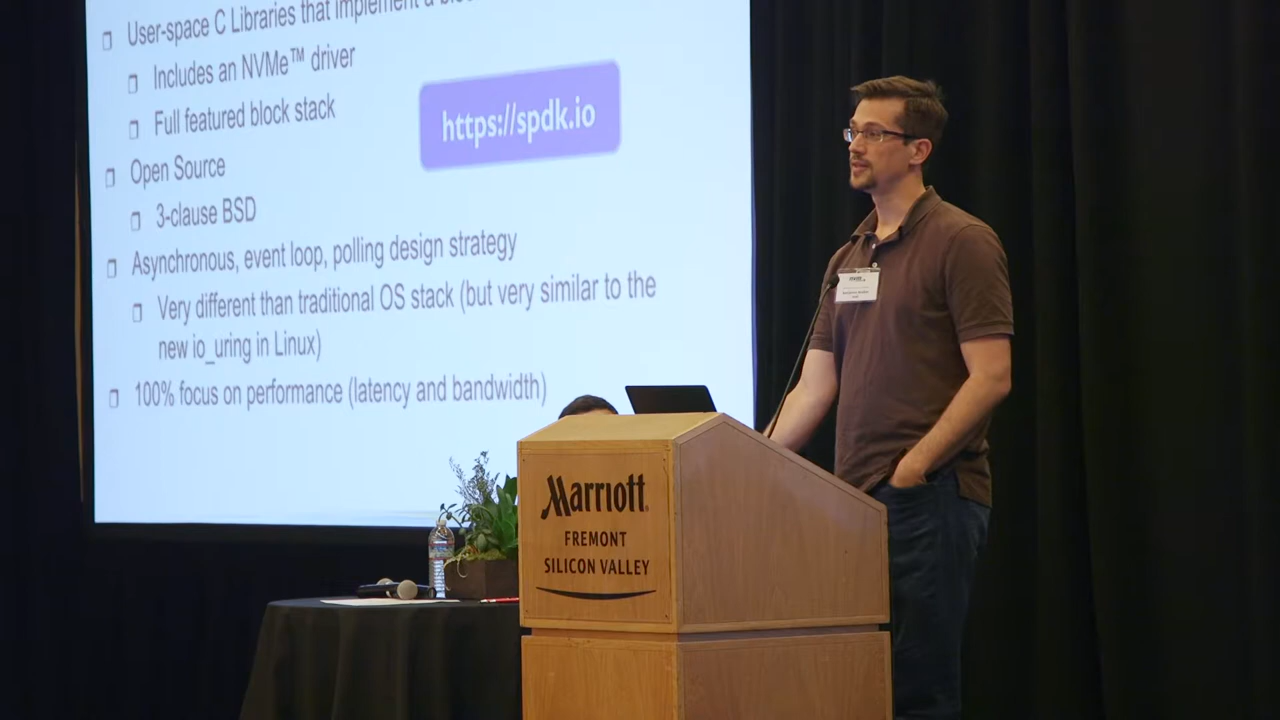 User-space C Libraries that implement a
Includes an NVMe™ driver
Full featured block stack
https://spdk.io
Open Source
3-clause BSD
Asynchronous, event loop, polling design strategy
Very different than traditional OS stack (but very similar to the
new io_uring in Linux)
100% focus on performance (latency and bandwidth)
Marriott
FREMONT
SILICON VALLEY